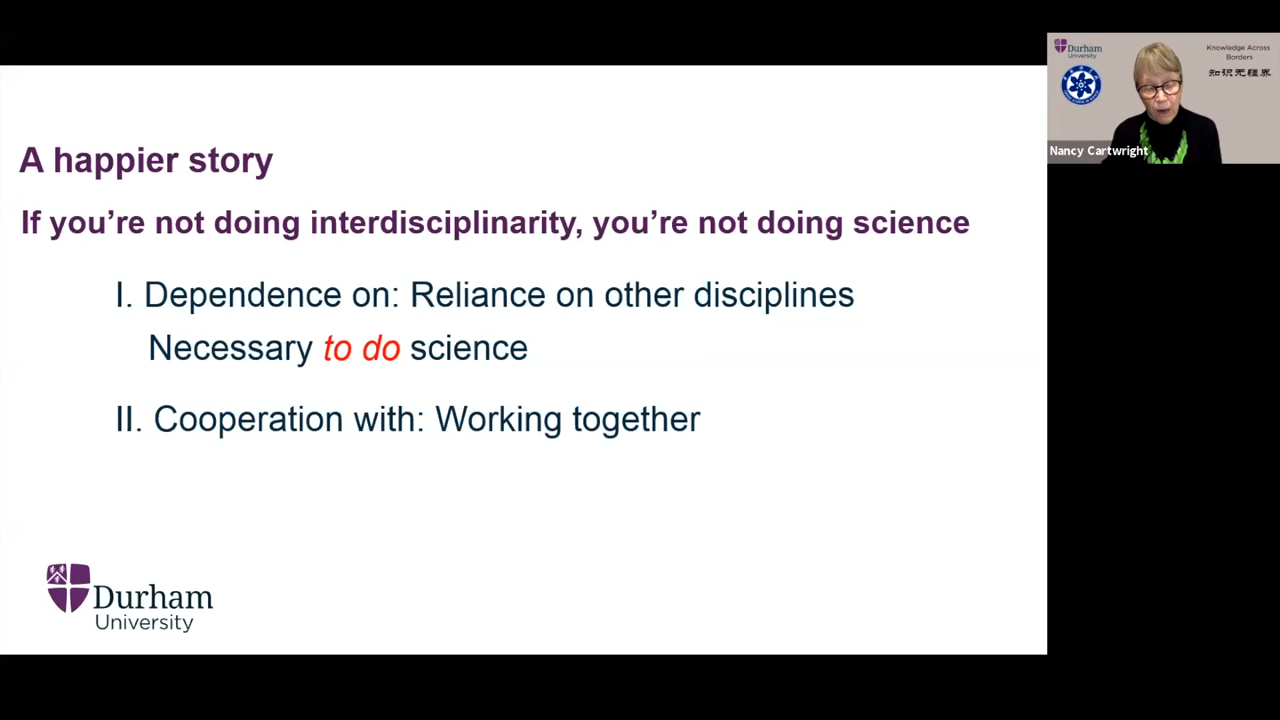 A happier story
If you're not doing interdisciplinarity, you're not doing science
I. Dependence on: Reliance on other disciplines
Necessary to do science
II. Cooperation with: Working together
Durham
University
Durham
University
Knowledge Across
Borders
知识无疆界
Nancy Cartwright